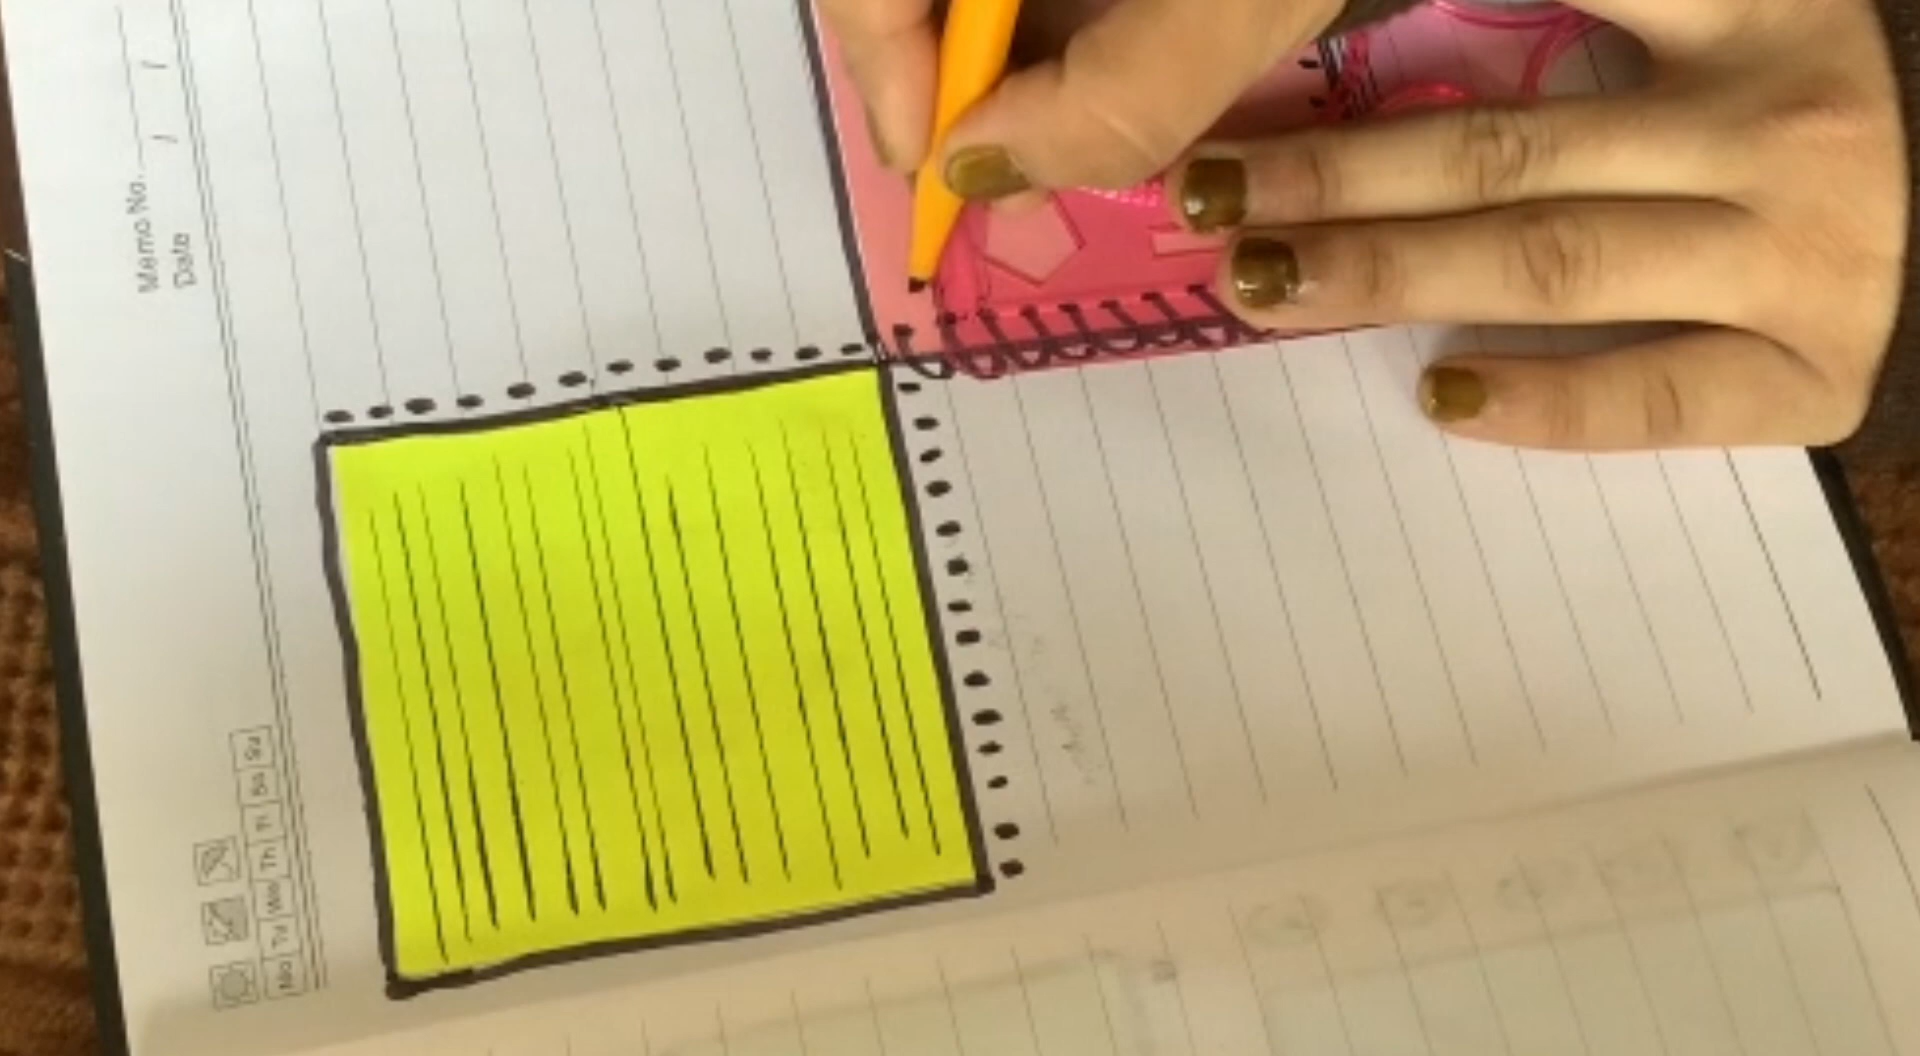 Memo No.
Date / /
Mo Tu We Th Fr Sa Su